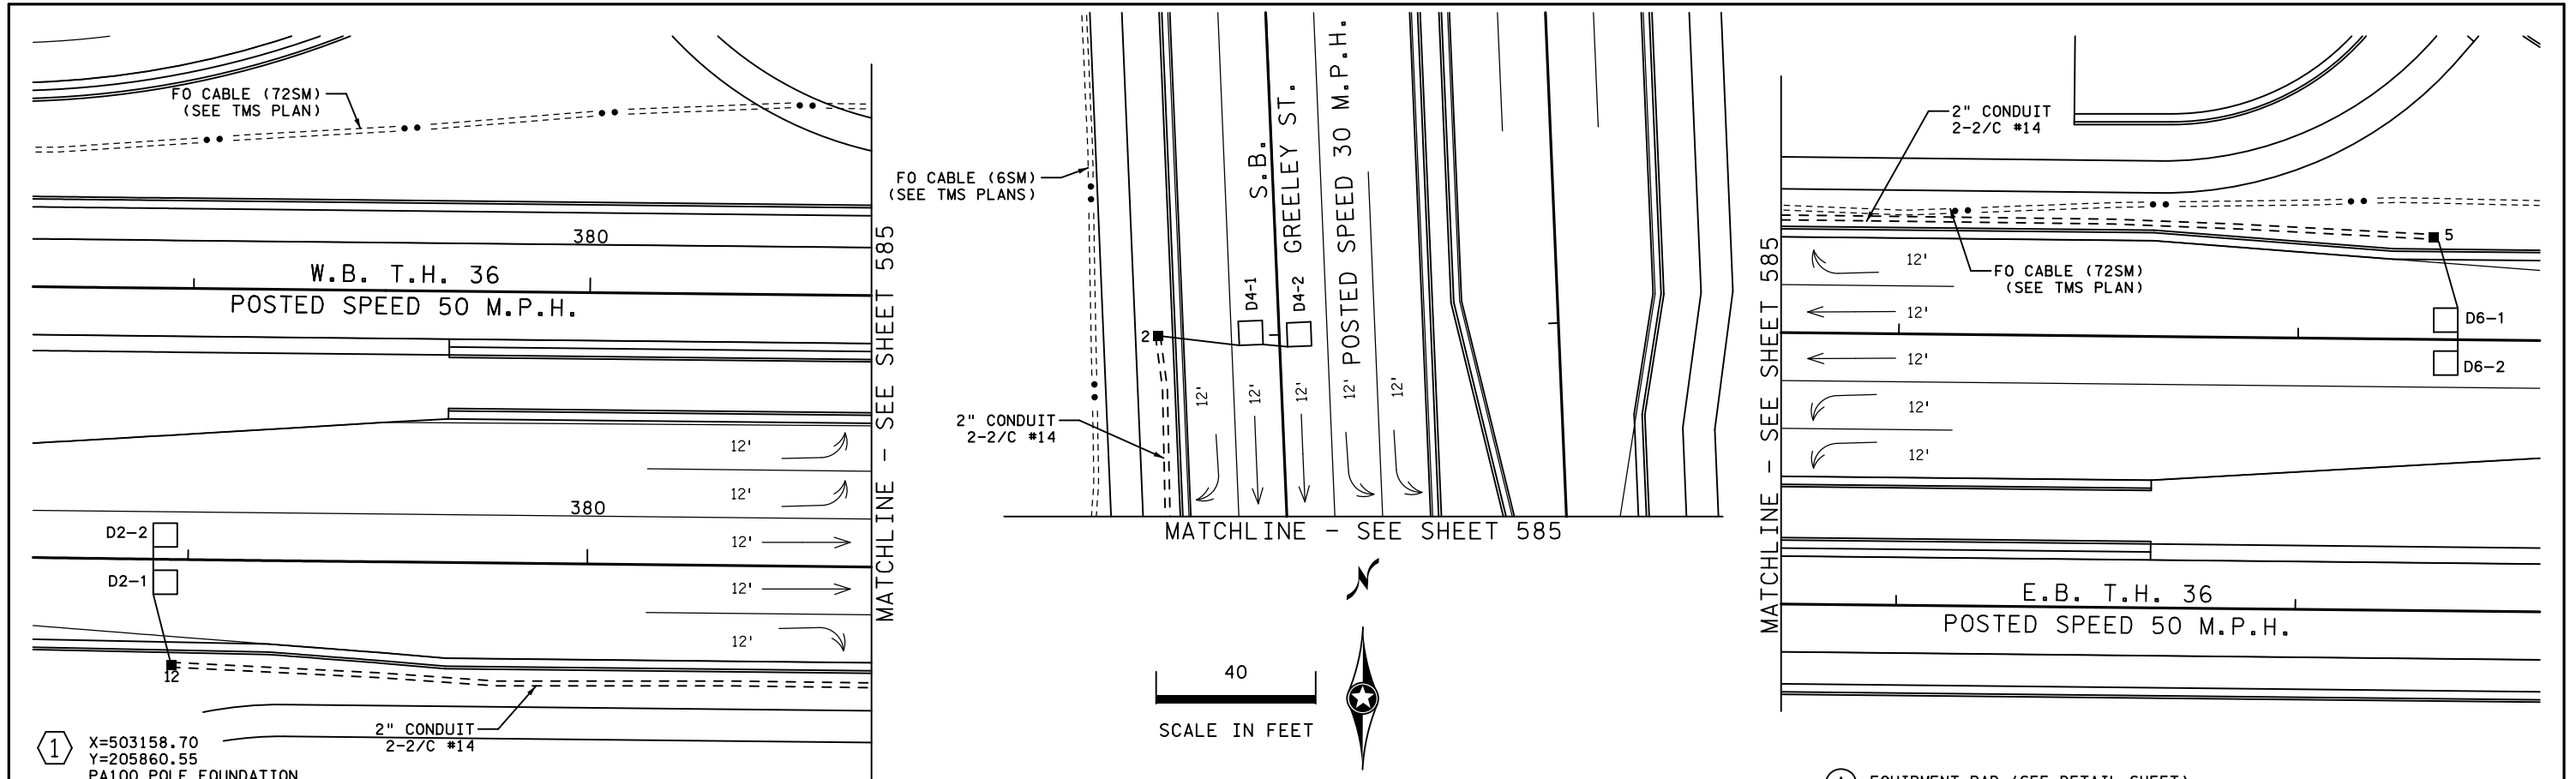 FO CABLE (72SM)
(SEE TMS PLAN)
380
W.B. T.H. 36
POSTED SPEED 50 M.P.H.
12'
12'
380
D2-2
12'
D2-1
12'
12'
12
2" CONDUIT
2-2/C #14
1
X=503158.70
Y=205860.55
PA100 POLE FOUNDATION
MATCHLINE - SEE SHEET 585
FO CABLE (6SM)
(SEE TMS PLANS)
S.B.
GREELEY ST.
POSTED SPEED 30 M.P.H.
D4-1
D4-2
2
12'
12'
12'
12'
12'
2" CONDUIT
2-2/C #14
MATCHLINE - SEE SHEET 585
N
40
SCALE IN FEET
MATCHLINE - SEE SHEET 585
2" CONDUIT
2-2/C #14
5
FO CABLE (72SM)
(SEE TMS PLAN)
12'
12'
D6-1
12'
D6-2
12'
12'
E.B. T.H. 36
POSTED SPEED 50 M.P.H.
A EQUIPMENT PAD (SEE DETAIL SHEET)